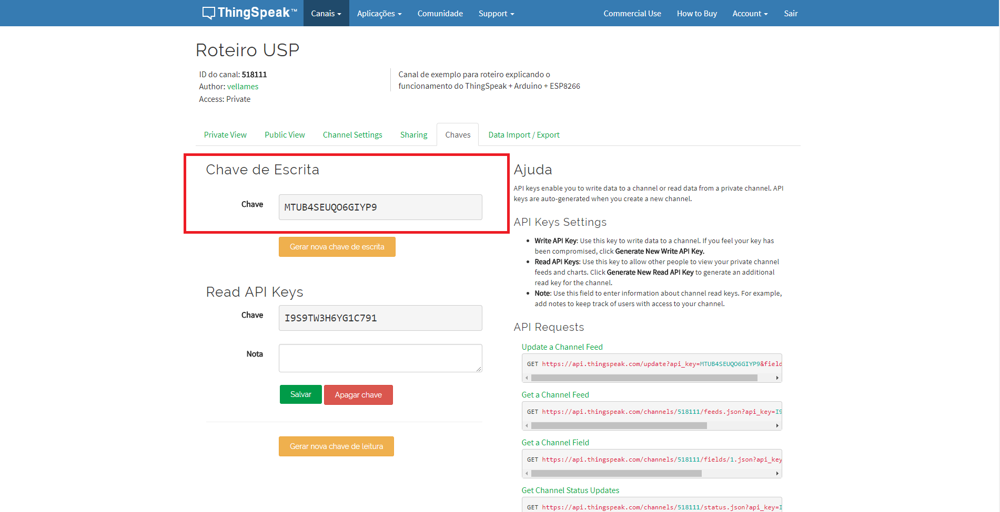 ThingSpeak™ Canais Aplicações Comunidade Support Commercial Use How to Buy Account Sair
Roteiro USP
ID do canal: 518111
Author: vellames
Access: Private
Canal de exemplo para roteiro explicando o
funcionamento do ThingSpeak + Arduino + ESP8266
Private View Public View Channel Settings Sharing Chaves Data Import / Export
Chave de Escrita
Chave MTUB4SEUQO6GIYP9
Gerar nova chave de escrita
Read API Keys
Chave I9S9TW3H6YG1C791
Nota
Salvar Apagar chave
Gerar nova chave de leitura
Ajuda
API keys enable you to write data to a channel or read data from a private channel. API
keys are auto-generated when you create a new channel.
API Keys Settings
• Write API Key: Use this key to write data to a channel. If you feel your key has
been compromised, click Generate New Write API Key.
• Read API Keys: Use this key to allow other people to view your private channel
feeds and charts. Click Generate New Read API Key to generate an additional
read key for the channel.
• Note: Use this field to enter information about channel read keys. For example,
add notes to keep track of users with access to your channel.
API Requests
Update a Channel Feed
GET https://api.thingspeak.com/update?api_key=MTUB4SEUQO6GIYP9&field
Get a Channel Feed
GET https://api.thingspeak.com/channels/518111/feeds.json?api_key=I9
Get a Channel Field
GET https://api.thingspeak.com/channels/518111/fields/1.json?api_key
Get Channel Status Updates
GET https://api.thingspeak.com/channels/518111/status.json?api_key=I